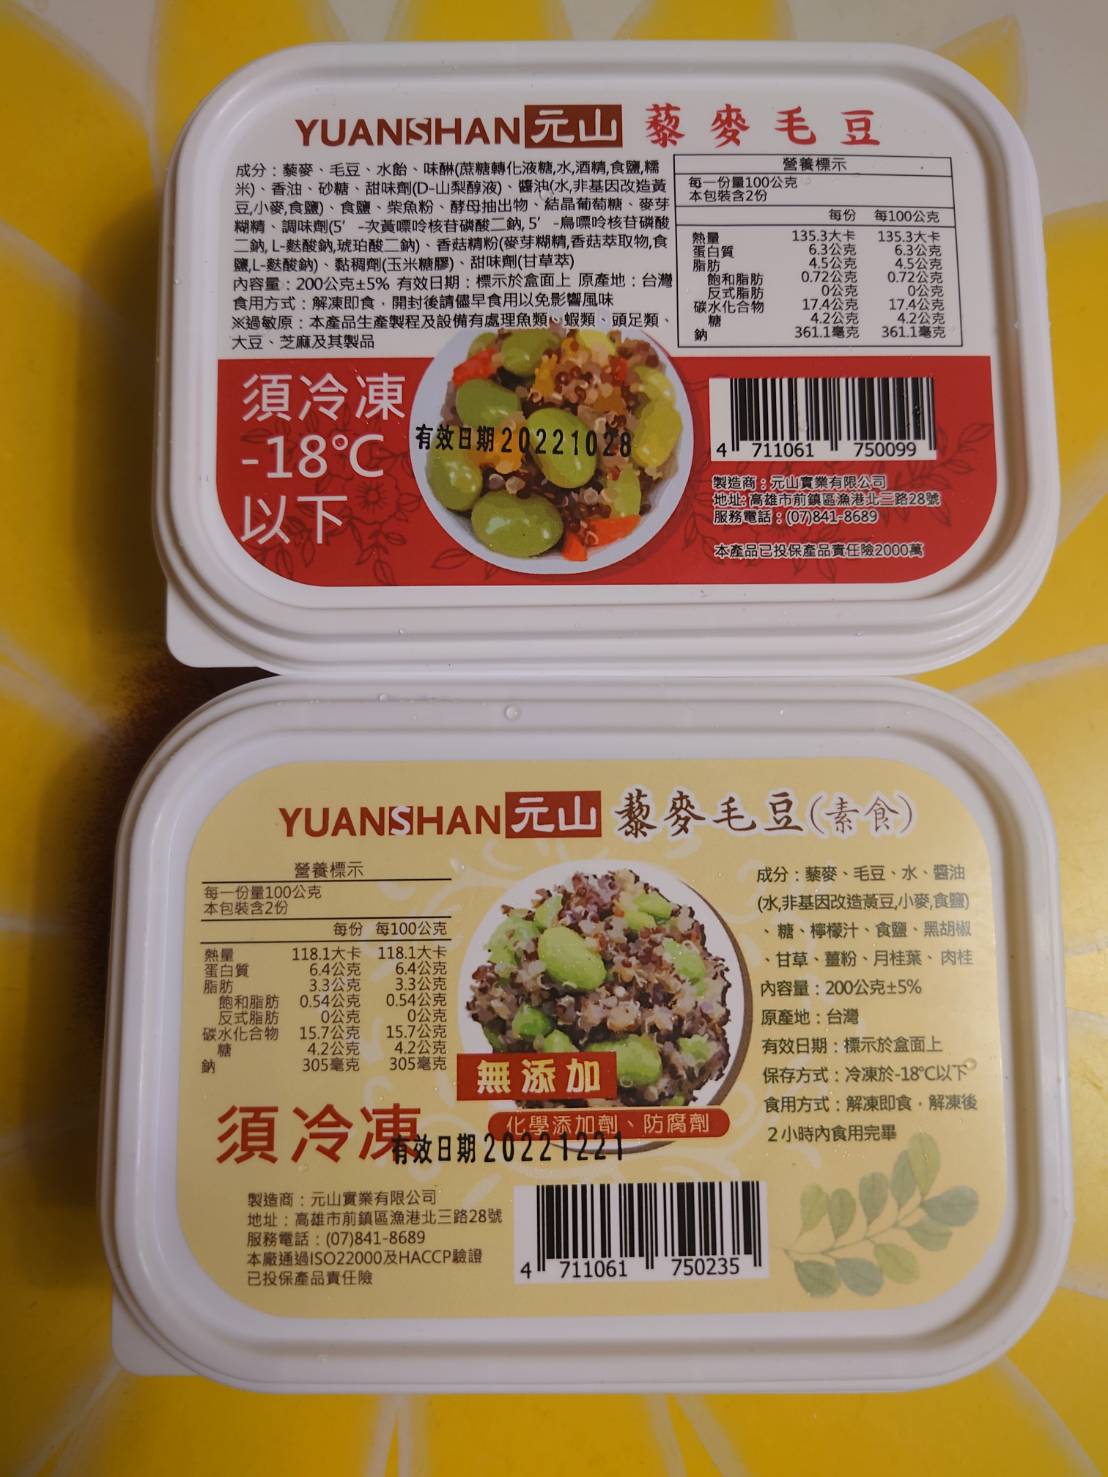 YUANSHAN元山 藜麥毛豆
成分：藜麥、毛豆、水飴、味醂(蔗糖轉化液糖,水,酒精,食鹽,糯
米)、香油、砂糖、甜味劑(D-山梨醇液)、醬油(水,非基因改造黃
豆,小麥,食鹽)、食鹽、柴魚粉、酵母抽出物、結晶葡萄糖、麥芽
糊精、調味劑(5' -次黃嘌呤核苷磷酸二鈉, 5' -鳥嘌呤核苷磷酸
二鈉, L-麩酸鈉,琥珀酸二鈉)、香菇精粉(麥芽糊精,香菇萃取物,食
鹽,L-麩酸鈉)、黏稠劑(玉米糖膠)、甜味劑(甘草萃)
內容量：200公克±5% 有效日期：標示於盒面上 原產地：台灣
食用方式：解凍即食，開封後請儘早食用以免影響風味
※過敏原：本產品生產製程及設備有處理魚類、蝦類、頭足類、
大豆、芝麻及其製品
營養標示
每一份量100公克
本包裝含2份
每份 每100公克
熱量 135.3大卡 135.3大卡
蛋白質 6.3公克 6.3公克
脂肪 4.5公克 4.5公克
飽和脂肪 0.72公克 0.72公克
反式脂肪 0公克 0公克
碳水化合物 17.4公克 17.4公克
糖 4.2公克 4.2公克
鈉 361.1毫克 361.1毫克
須冷凍
-18℃
以下
有效日期20221028
4 711061 750099
製造商：元山實業有限公司
地址：高雄市前鎮區漁港北三路28號
服務電話：(07)841-8689
本產品已投保產品責任險2000萬
YUANSHAN元山 藜麥毛豆(素食)
營養標示
每一份量100公克
本包裝含2份
每份 每100公克
熱量 118.1大卡 118.1大卡
蛋白質 6.4公克 6.4公克
脂肪 3.3公克 3.3公克
飽和脂肪 0.54公克 0.54公克
反式脂肪 0公克 0公克
碳水化合物 15.7公克 15.7公克
糖 4.2公克 4.2公克
鈉 305毫克 305毫克
成分：藜麥、毛豆、水、醬油
(水,非基因改造黃豆,小麥,食鹽)
、糖、檸檬汁、食鹽、黑胡椒
、甘草、薑粉、月桂葉、肉桂
內容量：200公克±5%
原產地：台灣
有效日期：標示於盒面上
保存方式：冷凍於-18℃以下
食用方式：解凍即食，解凍後
2小時內食用完畢
無添加
化學添加劑、防腐劑
須冷凍
有效日期20221221
製造商：元山實業有限公司
地址：高雄市前鎮區漁港北三路28號
服務電話：(07)841-8689
本廠通過ISO22000及HACCP驗證
已投保產品責任險
4 711061 750235